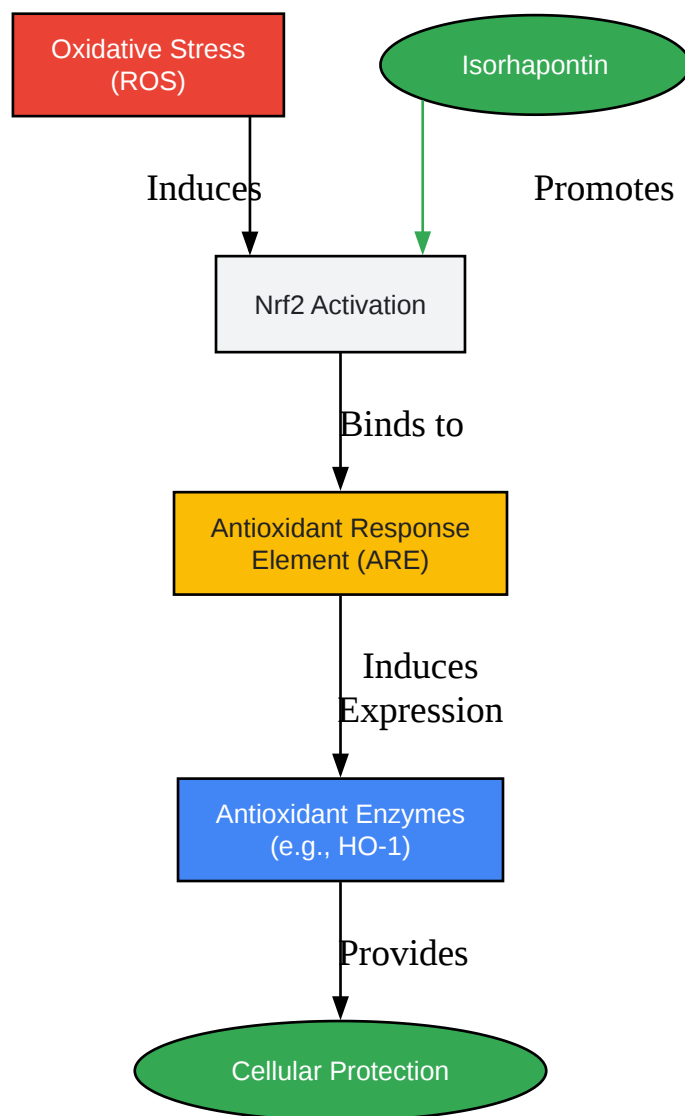 Oxidative Stress
(ROS)
Isorhapontin
Induces
Promotes
Nrf2 Activation
Binds to
Antioxidant Response
Element (ARE)
Induces
Expression
Antioxidant Enzymes
(e.g., HO-1)
Provides
Cellular Protection